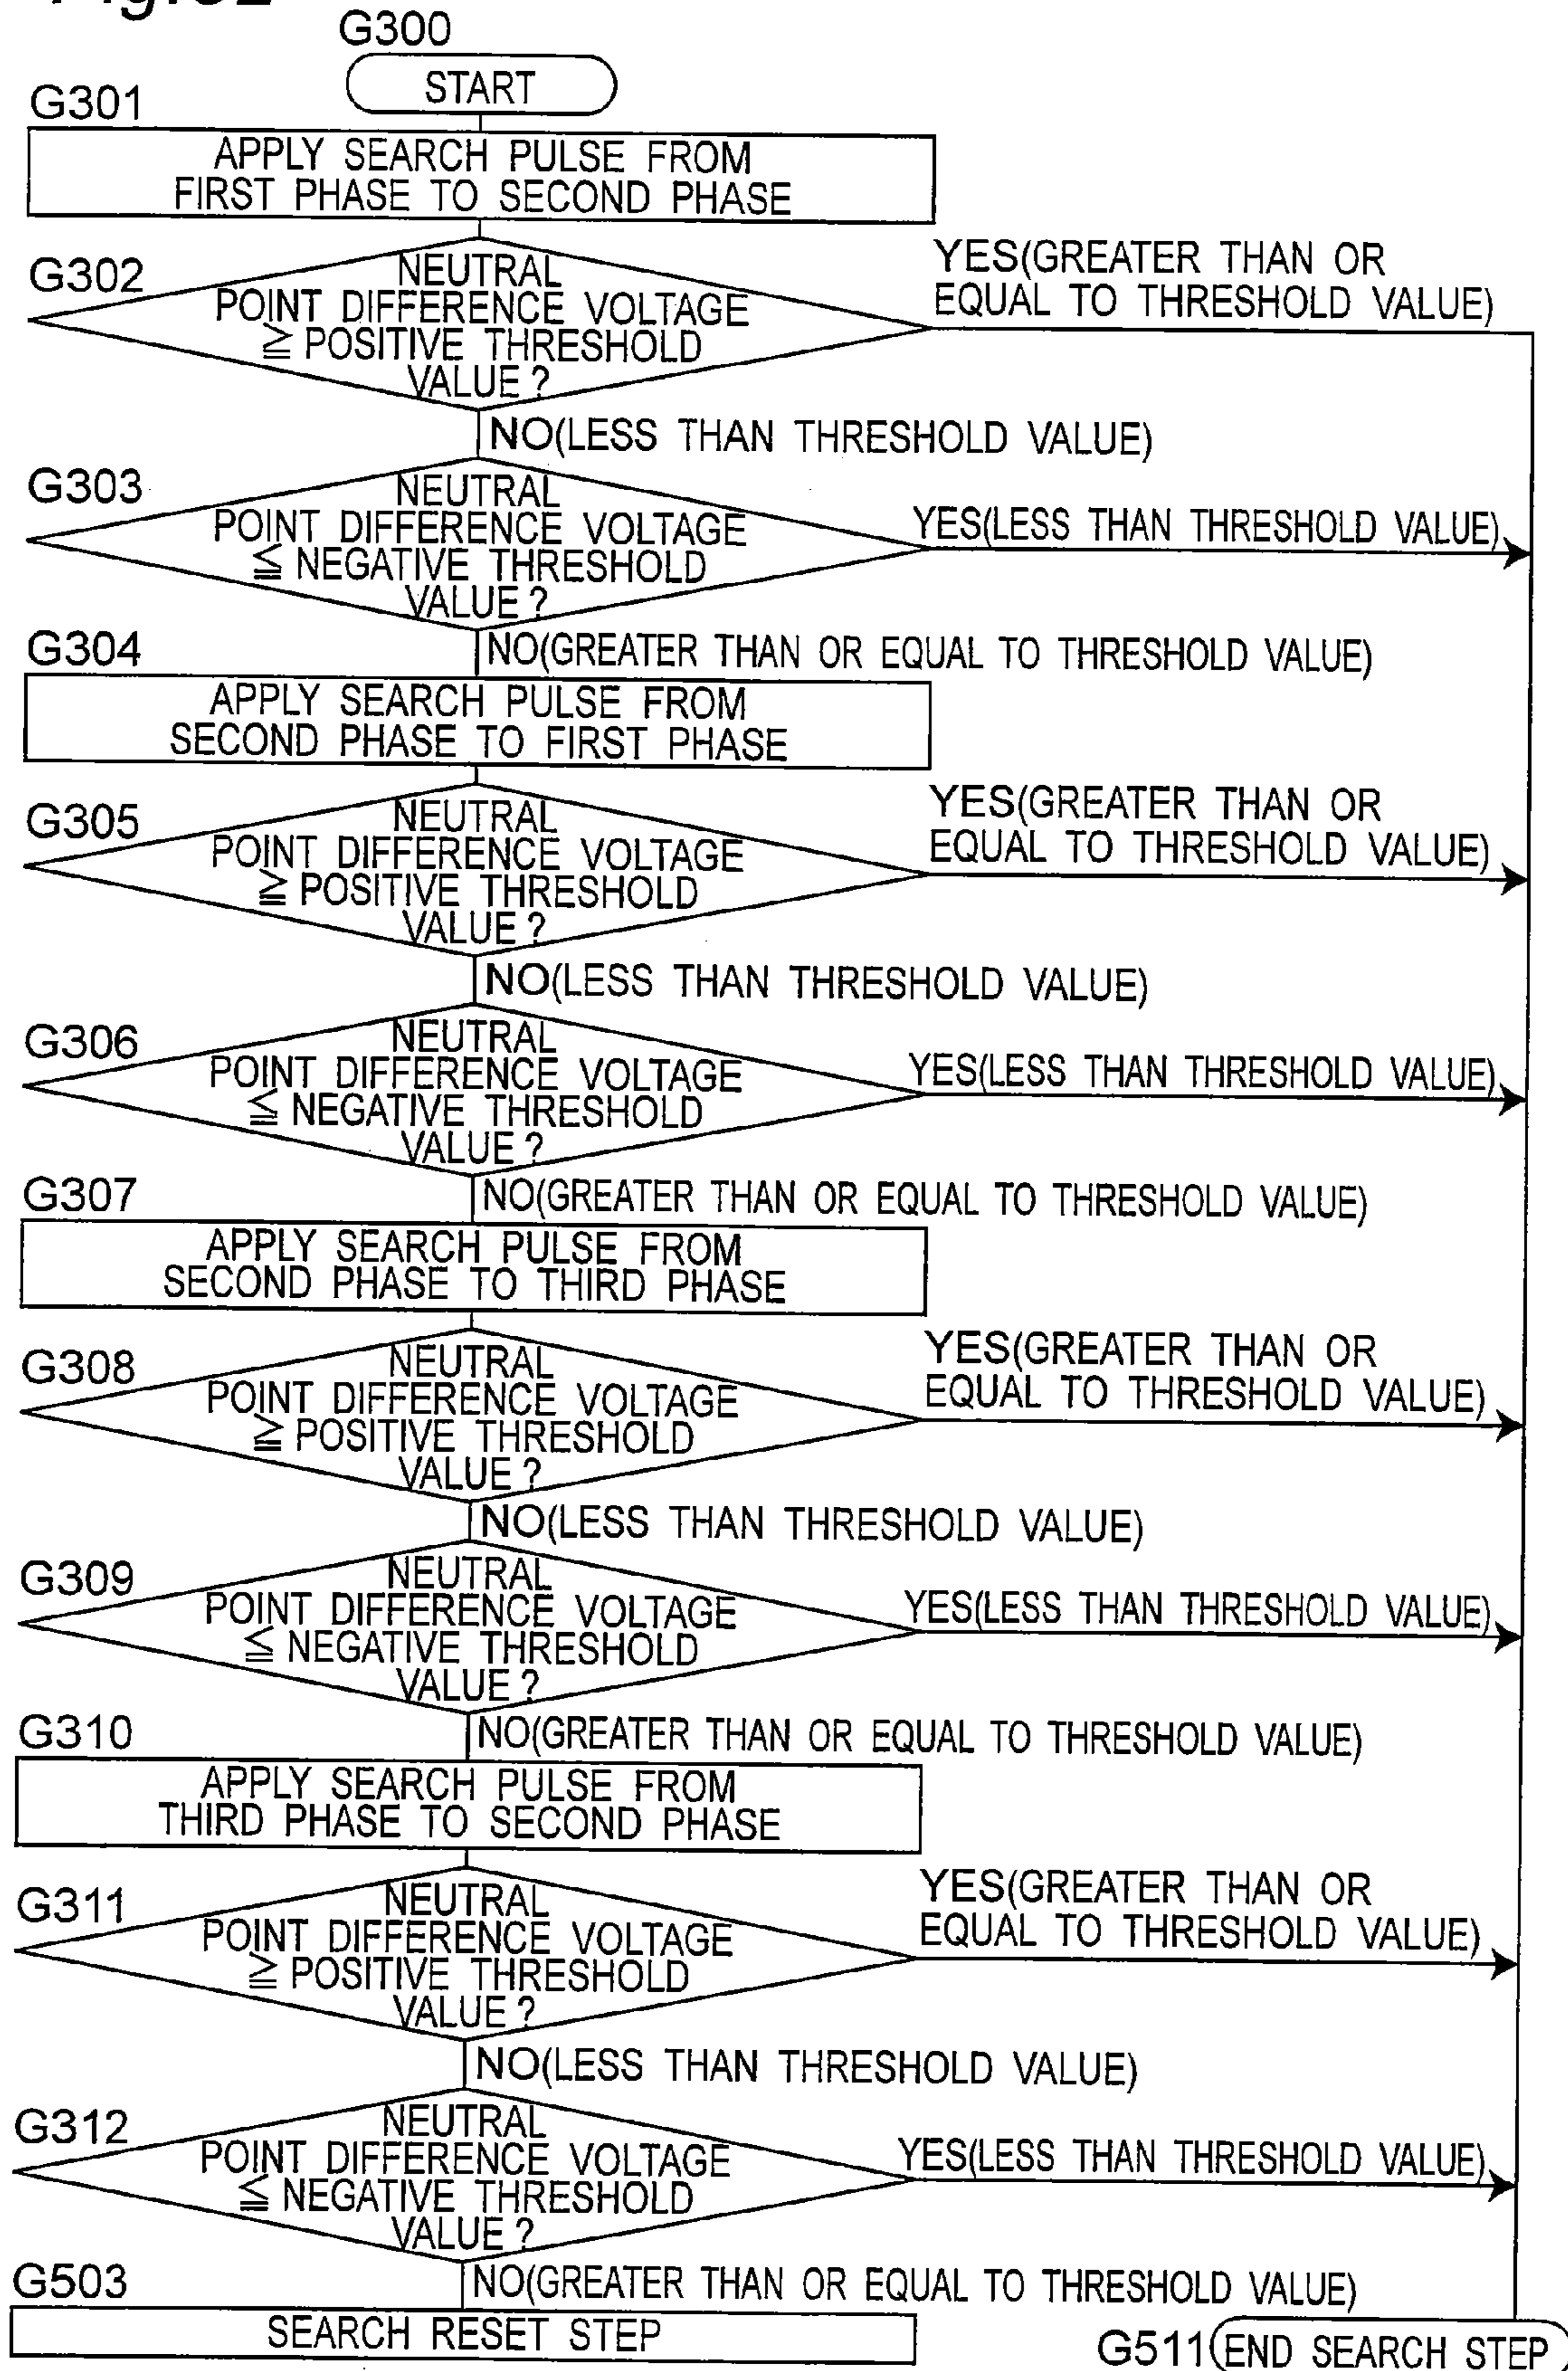 G300
START
G301
APPLY SEARCH PULSE FROM
FIRST PHASE TO SECOND PHASE
G302
NEUTRAL
POINT DIFFERENCE VOLTAGE
≧ POSITIVE THRESHOLD
VALUE?
YES(GREATER THAN OR
EQUAL TO THRESHOLD VALUE)
NO(LESS THAN THRESHOLD VALUE)
G303
NEUTRAL
POINT DIFFERENCE VOLTAGE
≦ NEGATIVE THRESHOLD
VALUE?
YES(LESS THAN THRESHOLD VALUE)
NO(GREATER THAN OR EQUAL TO THRESHOLD VALUE)
G304
APPLY SEARCH PULSE FROM
SECOND PHASE TO FIRST PHASE
G305
NEUTRAL
POINT DIFFERENCE VOLTAGE
≧ POSITIVE THRESHOLD
VALUE?
YES(GREATER THAN OR
EQUAL TO THRESHOLD VALUE)
NO(LESS THAN THRESHOLD VALUE)
G306
NEUTRAL
POINT DIFFERENCE VOLTAGE
≦ NEGATIVE THRESHOLD
VALUE?
YES(LESS THAN THRESHOLD VALUE)
NO(GREATER THAN OR EQUAL TO THRESHOLD VALUE)
G307
APPLY SEARCH PULSE FROM
SECOND PHASE TO THIRD PHASE
G308
NEUTRAL
POINT DIFFERENCE VOLTAGE
≧ POSITIVE THRESHOLD
VALUE?
YES(GREATER THAN OR
EQUAL TO THRESHOLD VALUE)
NO(LESS THAN THRESHOLD VALUE)
G309
NEUTRAL
POINT DIFFERENCE VOLTAGE
≦ NEGATIVE THRESHOLD
VALUE?
YES(LESS THAN THRESHOLD VALUE)
NO(GREATER THAN OR EQUAL TO THRESHOLD VALUE)
G310
APPLY SEARCH PULSE FROM
THIRD PHASE TO SECOND PHASE
G311
NEUTRAL
POINT DIFFERENCE VOLTAGE
≧ POSITIVE THRESHOLD
VALUE?
YES(GREATER THAN OR
EQUAL TO THRESHOLD VALUE)
NO(LESS THAN THRESHOLD VALUE)
G312
NEUTRAL
POINT DIFFERENCE VOLTAGE
≦ NEGATIVE THRESHOLD
VALUE?
YES(LESS THAN THRESHOLD VALUE)
NO(GREATER THAN OR EQUAL TO THRESHOLD VALUE)
G503
SEARCH RESET STEP
G511
END SEARCH STEP